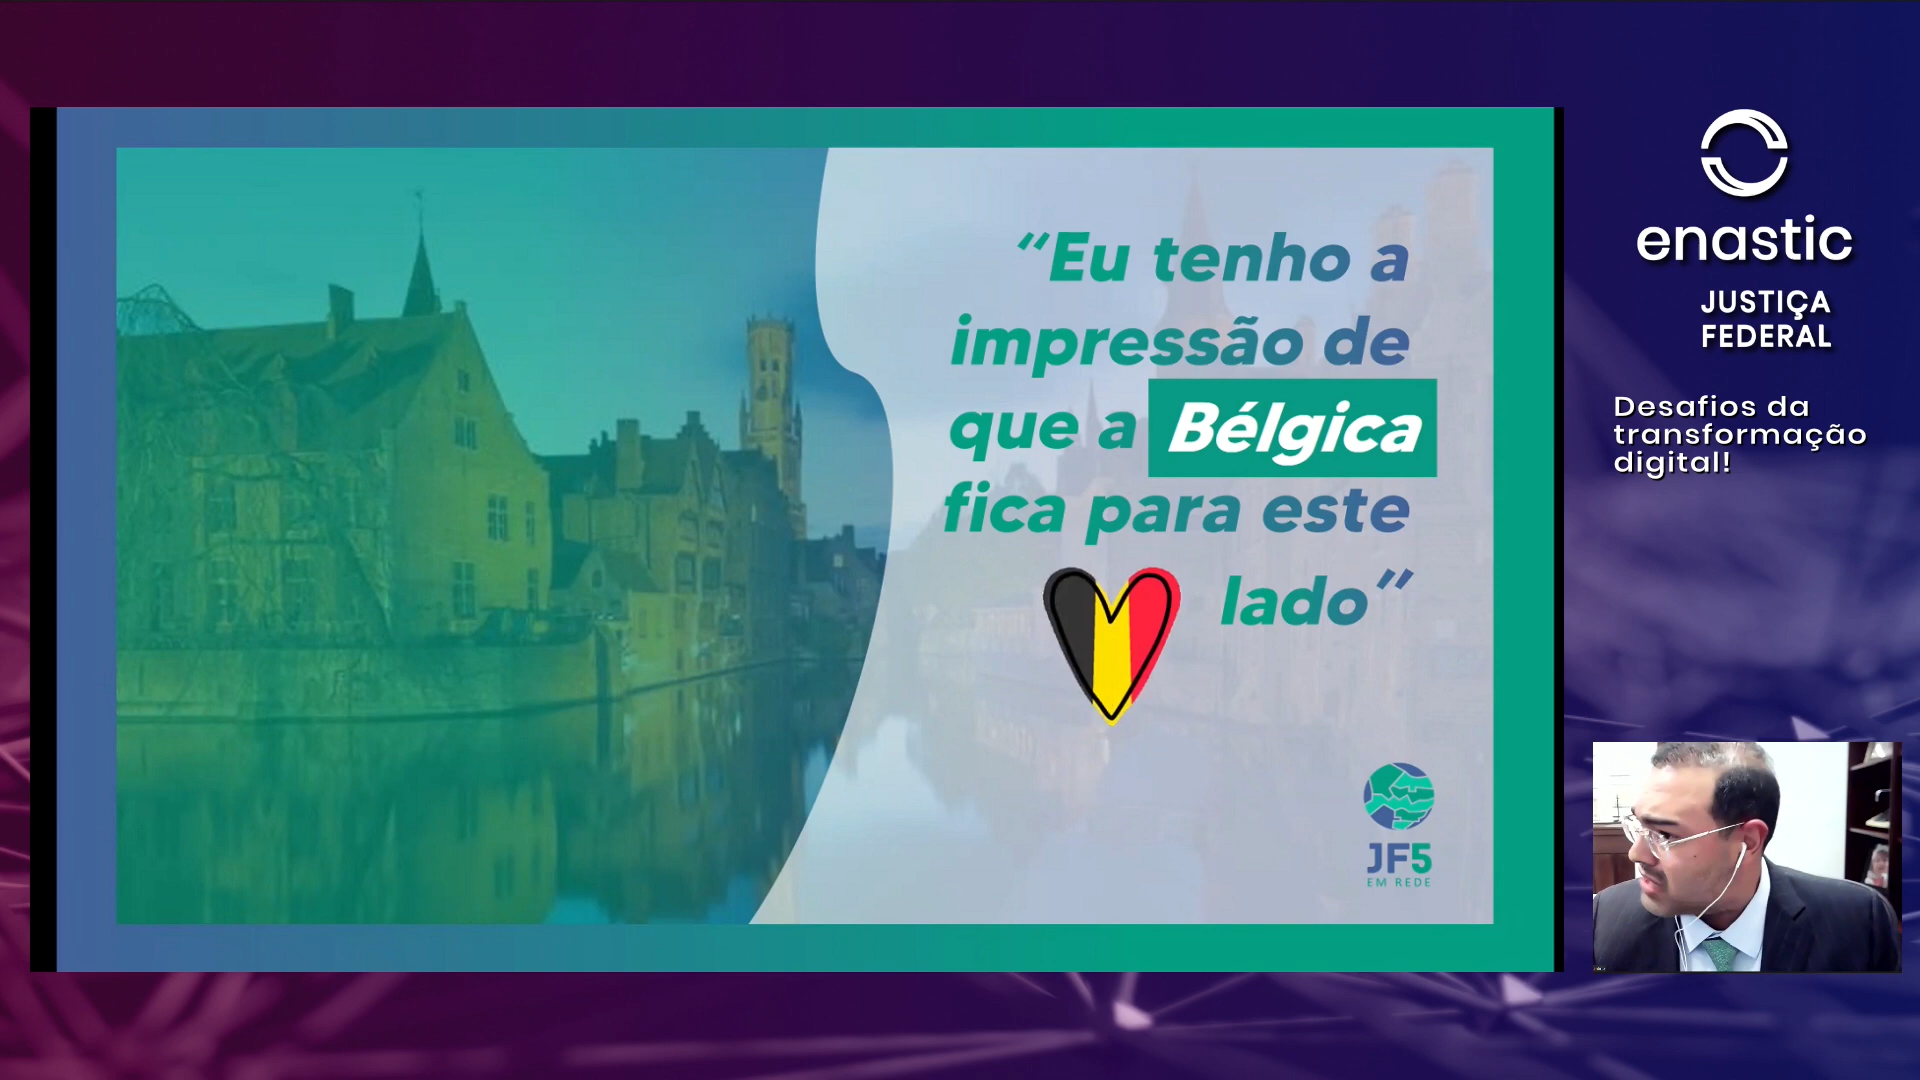 “Eu tenho a
impressão de
que a Bélgica
fica para este
lado”
JF5
EM REDE
enastic
JUSTIÇA
FEDERAL
Desafios da
transformação
digital!